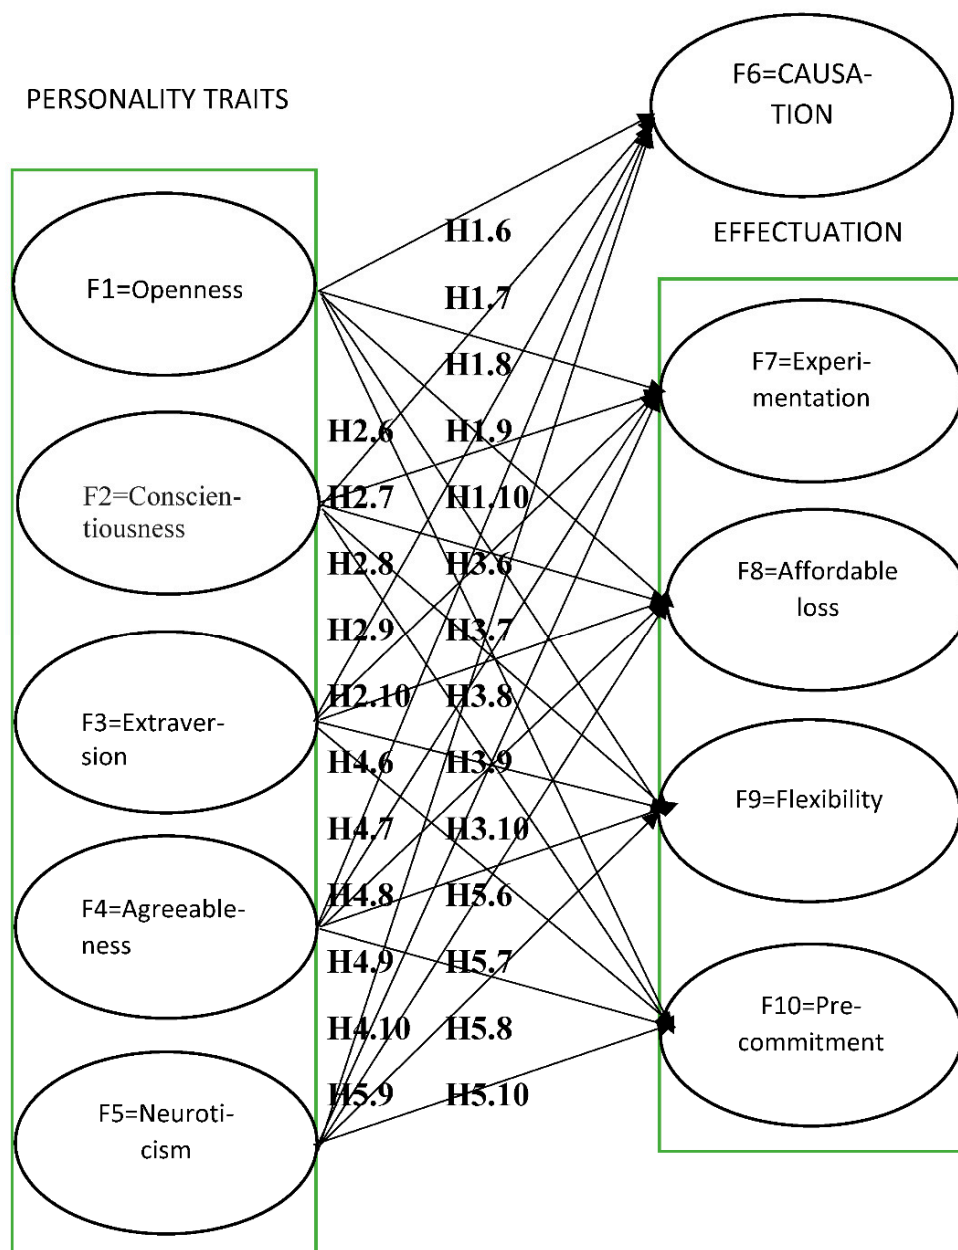 PERSONALITY TRAITS
F6=CAUSA-
TION
EFFECTUATION
F1=Openness
F2=Conscien-
tiousness
F3=Extraver-
sion
F4=Agreeable-
ness
F5=Neuroti-
cism
H1.6
H1.7
H1.8
H2.6 H1.9
H2.7 H1.10
H2.8 H3.6
H2.9 H3.7
H2.10 H3.8
H4.6 H3.9
H4.7 H3.10
H4.8 H5.6
H4.9 H5.7
H4.10 H5.8
H5.9 H5.10
F7=Experi-
mentation
F8=Affordable
loss
F9=Flexibility
F10=Pre-
commitment